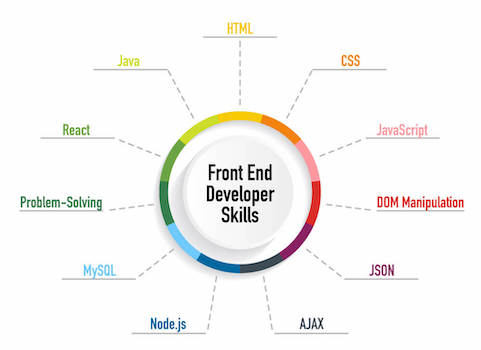 HTML
Java
CSS
React
JavaScript
Front End
Developer
Skills
Problem-Solving
DOM Manipulation
MySQL
JSON
Node.js
AJAX